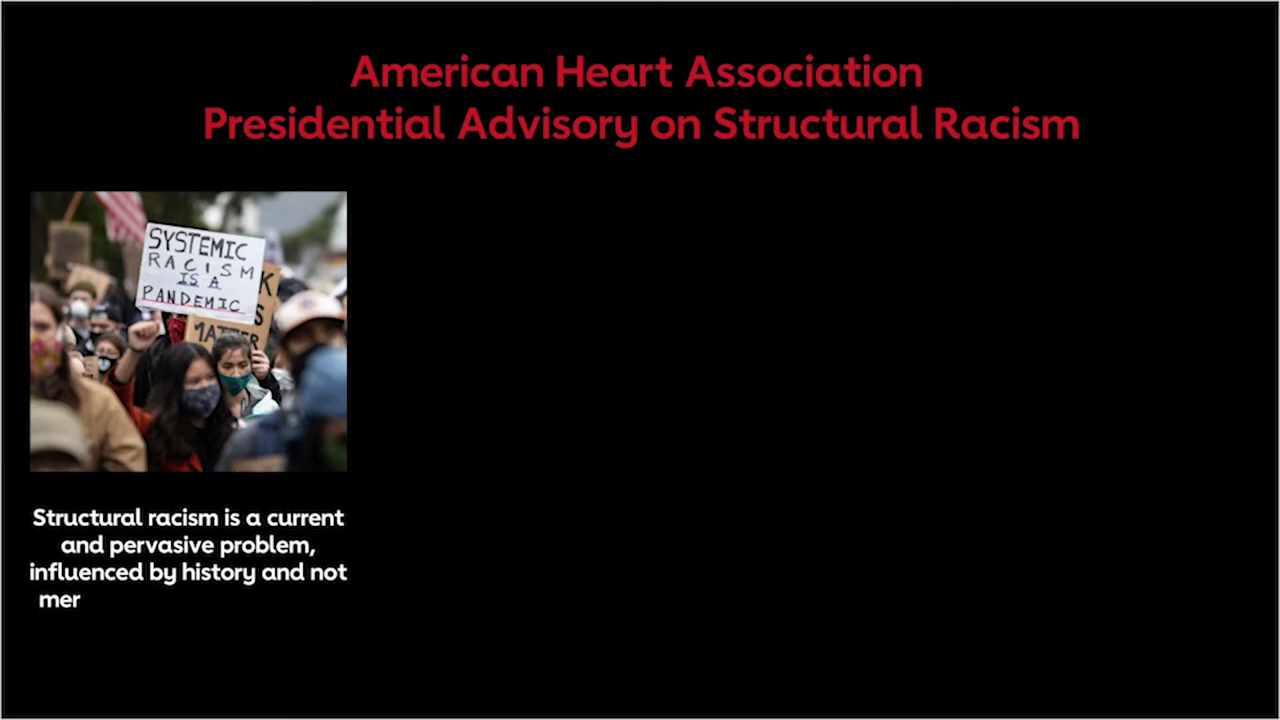 American Heart Association
Presidential Advisory on Structural Racism
SYSTEMIC
RACISM
IS A
PANDEMIC
K
S
MATTER
Structural racism is a current
and pervasive problem,
influenced by history and not
mer